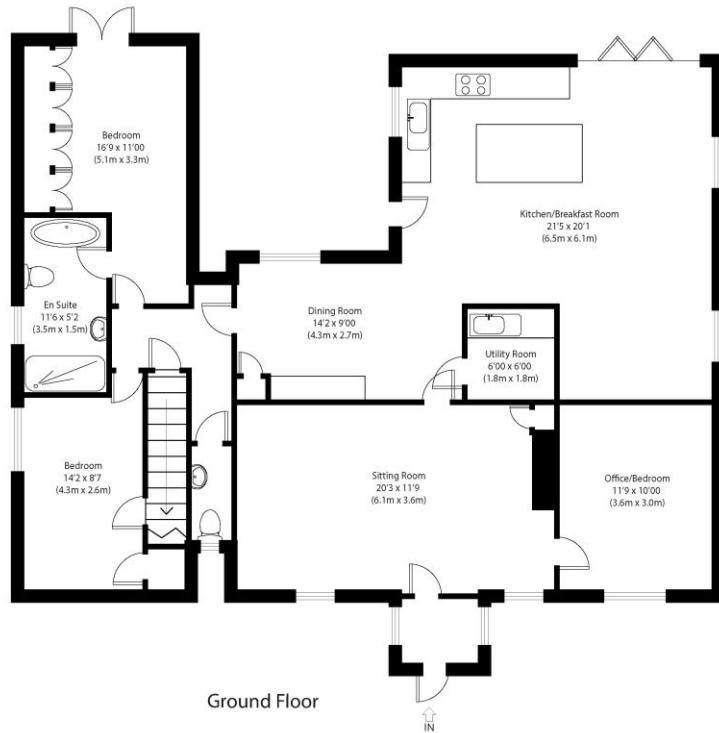 Bedroom
16'9 x 11'00
(5.1m x 3.3m)
Kitchen/Breakfast Room
21'5 x 20'1
(6.5m x 6.1m)
En Suite
11'6 x 5'2
(3.5m x 1.5m)
Dining Room
14'2 x 9'00
(4.3m x 2.7m)
Utility Room
6'00 x 6'00
(1.8m x 1.8m)
Bedroom
14'2 x 8'7
(4.3m x 2.6m)
Sitting Room
20'3 x 11'9
(6.1m x 3.6m)
Office/Bedroom
11'9 x 10'00
(3.6m x 3.0m)
Ground Floor
IN